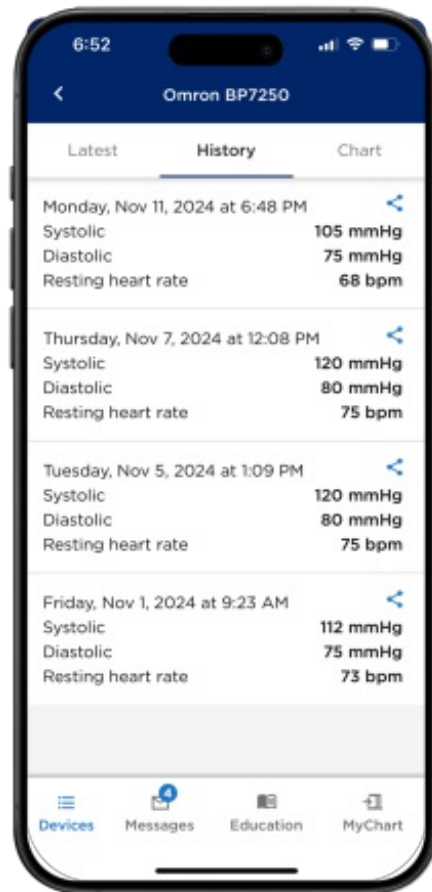 6:52
Omron BP7250
Latest History Chart
Monday, Nov 11, 2024 at 6:48 PM
Systolic 105 mmHg
Diastolic 75 mmHg
Resting heart rate 68 bpm
Thursday, Nov 7, 2024 at 12:08 PM
Systolic 120 mmHg
Diastolic 80 mmHg
Resting heart rate 75 bpm
Tuesday, Nov 5, 2024 at 1:09 PM
Systolic 120 mmHg
Diastolic 80 mmHg
Resting heart rate 75 bpm
Friday, Nov 1, 2024 at 9:23 AM
Systolic 112 mmHg
Diastolic 75 mmHg
Resting heart rate 73 bpm
4
Devices Messages Education MyChart